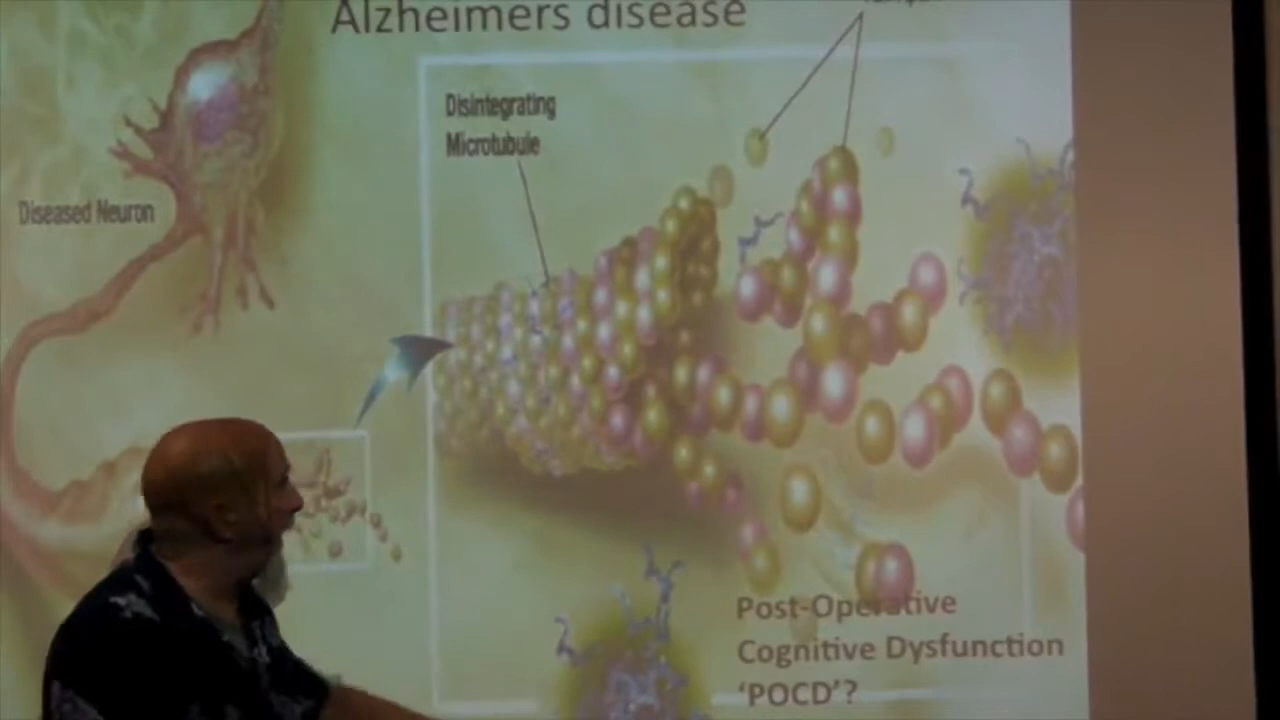 Alzheimers disease
Disintegrating
Microtubule
Diseased Neuron
Post-Operative
Cognitive Dysfunction
‘POCD’?